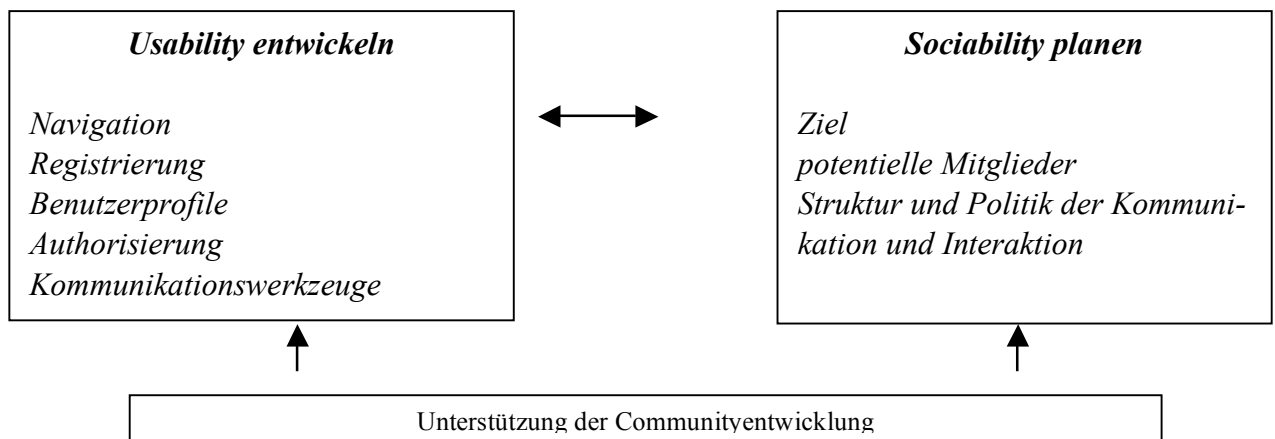 Usability entwickeln
Navigation
Registrierung
Benutzerprofile
Authorisierung
Kommunikationswerkzeuge
Sociability planen
Ziel
potentielle Mitglieder
Struktur und Politik der Kommuni-
kation und Interaktion
Unterstützung der Communityentwicklung